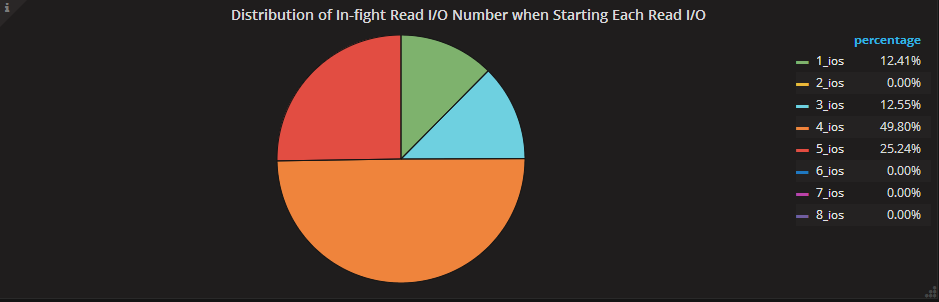 i
Distribution of In-fight Read I/O Number when Starting Each Read I/O
percentage
1_ios 12.41%
2_ios 0.00%
3_ios 12.55%
4_ios 49.80%
5_ios 25.24%
6_ios 0.00%
7_ios 0.00%
8_ios 0.00%